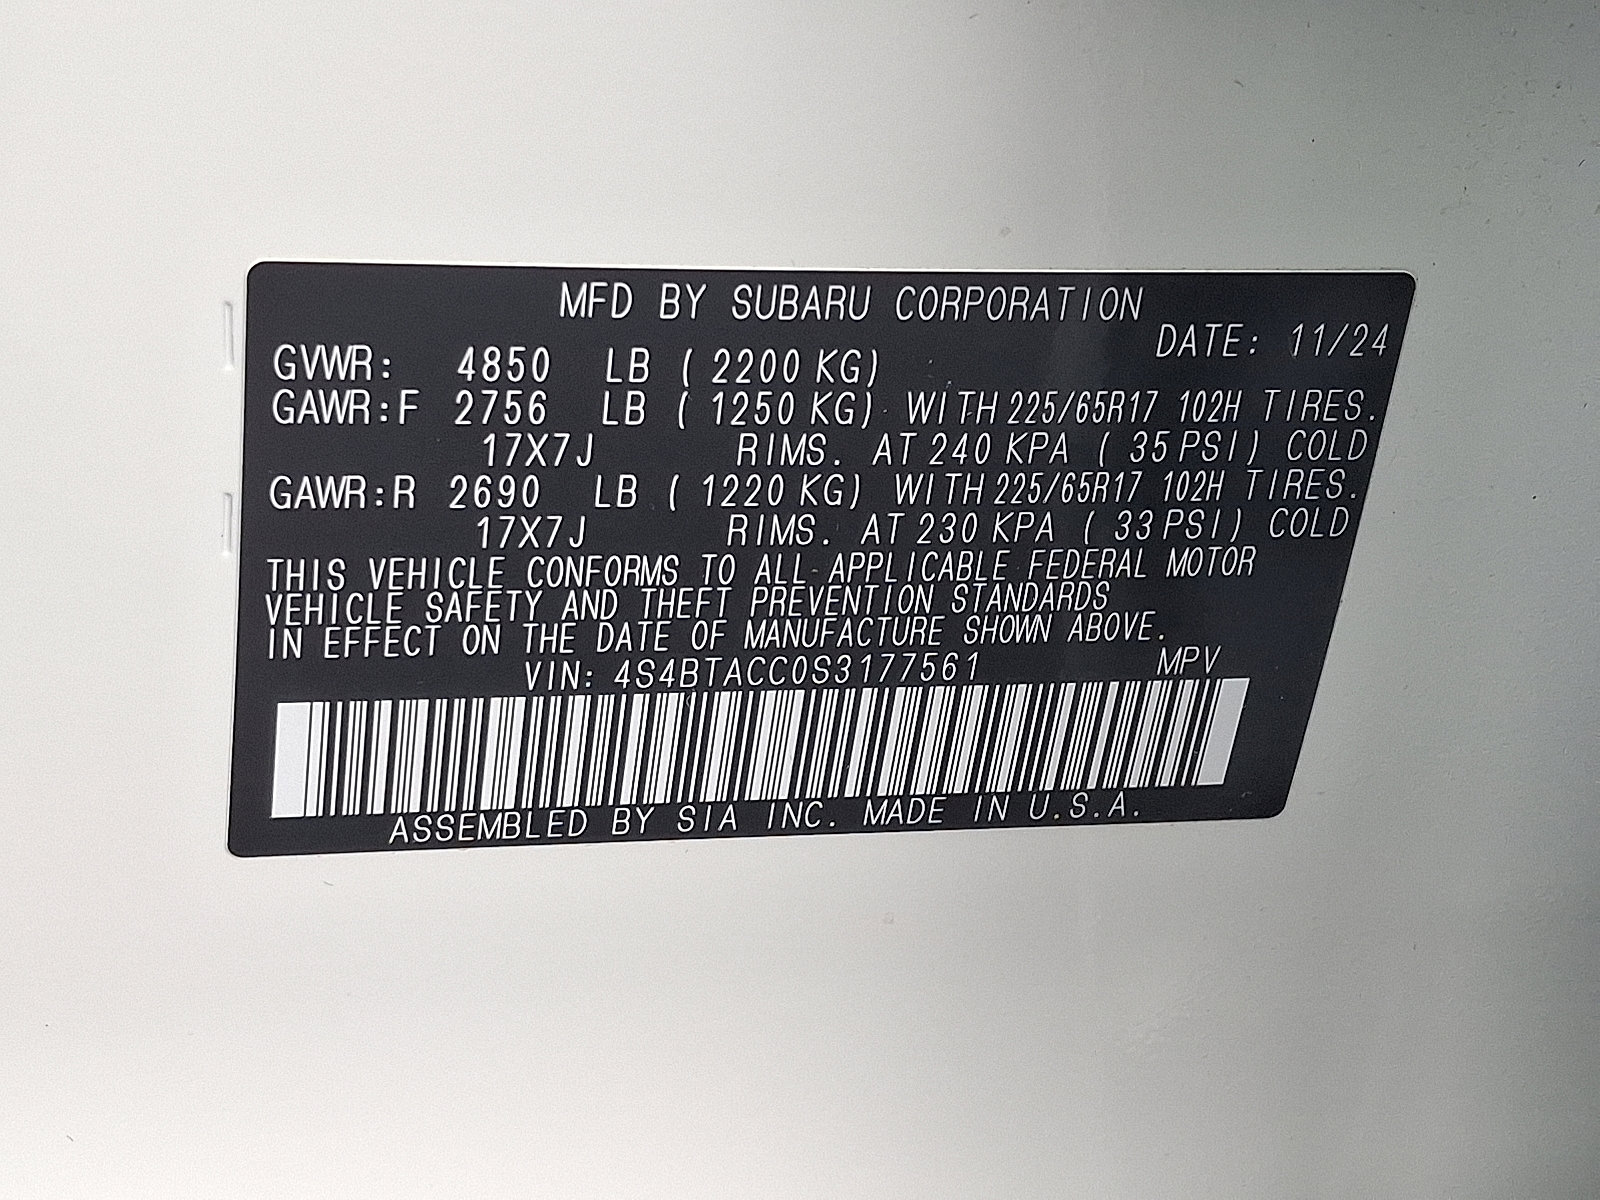 MFD BY SUBARU CORPORATION
DATE: 11/24
GVWR: 4850 LB ( 2200 KG)
GAWR:F 2756 LB ( 1250 KG) WITH 225/65R17 102H TIRES.
17X7J RIMS. AT 240 KPA ( 35 PSI) COLD
GAWR:R 2690 LB ( 1220 KG) WITH 225/65R17 102H TIRES.
17X7J RIMS. AT 230 KPA ( 33 PSI) COLD
THIS VEHICLE CONFORMS TO ALL APPLICABLE FEDERAL MOTOR
VEHICLE SAFETY AND THEFT PREVENTION STANDARDS
IN EFFECT ON THE DATE OF MANUFACTURE SHOWN ABOVE.
VIN: 4S4BTACC0S3177561 MPV
ASSEMBLED BY SIA INC. MADE IN U.S.A.